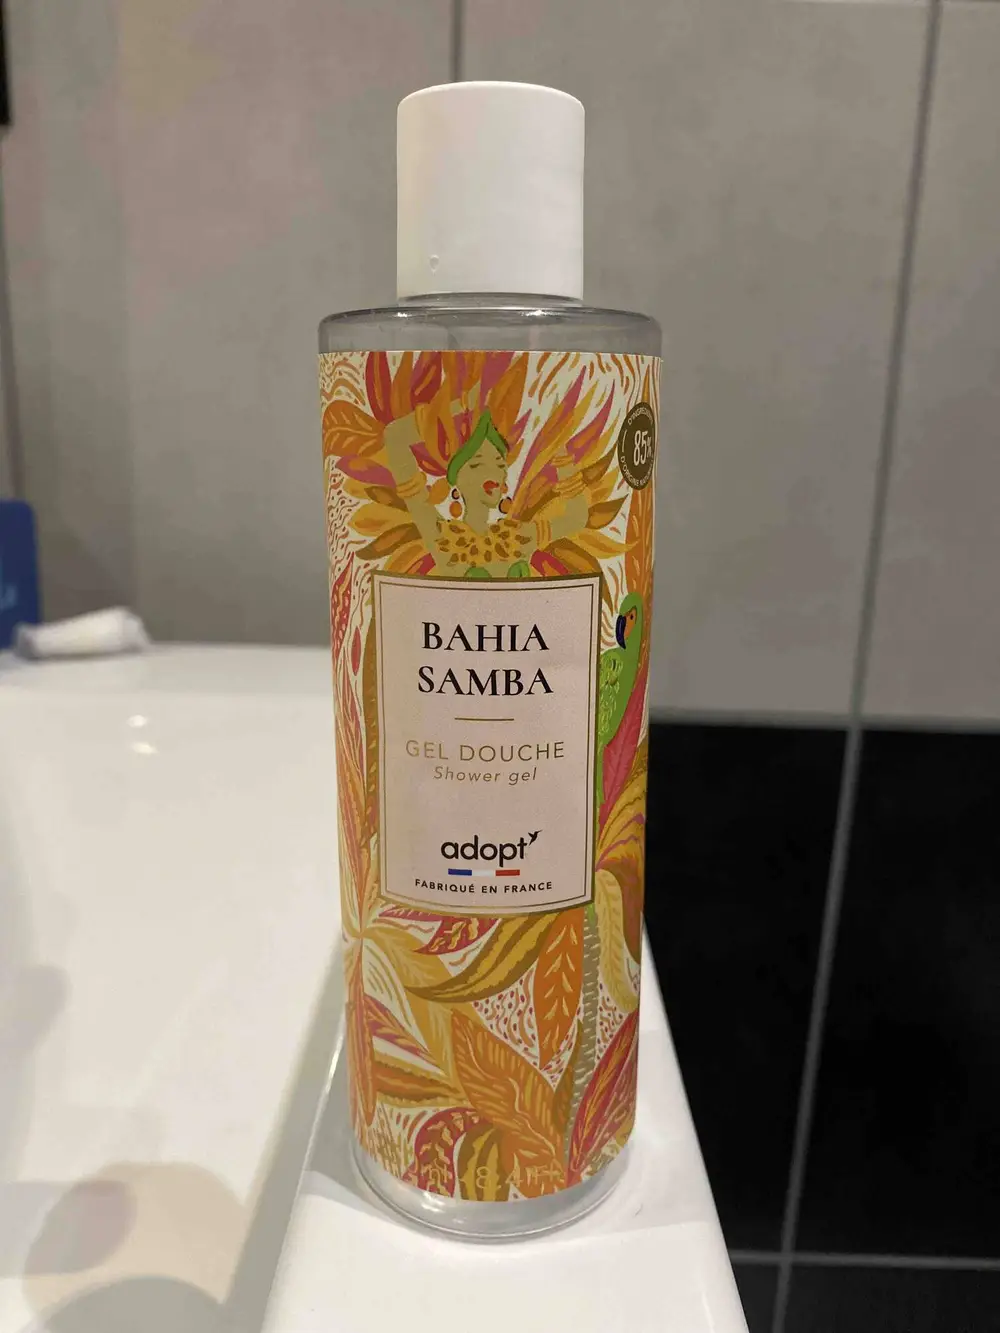 85%
BAHIA
SAMBA
GEL DOUCHE
Shower gel
adopt'
FABRIQUÉ EN FRANCE